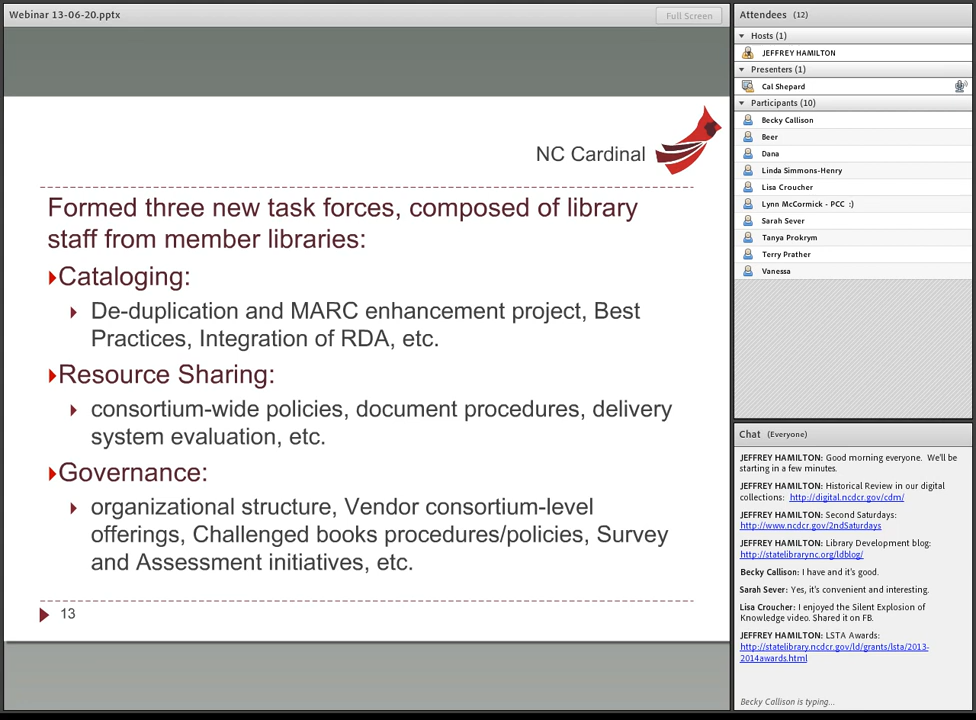 Webinar 13-06-20.pptx
Full Screen
NC Cardinal
Formed three new task forces, composed of library
staff from member libraries:
Cataloging:
De-duplication and MARC enhancement project, Best
Practices, Integration of RDA, etc.
Resource Sharing:
consortium-wide policies, document procedures, delivery
system evaluation, etc.
Governance:
organizational structure, Vendor consortium-level
offerings, Challenged books procedures/policies, Survey
and Assessment initiatives, etc.
13
Attendees (12)
Hosts (1)
JEFFREY HAMILTON
Presenters (1)
Cal Shepard
Participants (10)
Becky Callison
Beer
Dana
Linda Simmons-Henry
Lisa Croucher
Lynn McCormick - PCC :)
Sarah Sever
Tanya Prokrym
Terry Prather
Vanessa
Chat (Everyone)
JEFFREY HAMILTON: Good morning everyone. We'll be
starting in a few minutes.
JEFFREY HAMILTON: Historical Review in our digital
collections: http://digital.ncdcr.gov/cdm/
JEFFREY HAMILTON: Second Saturdays:
http://www.ncdcr.gov/2ndSaturdays
JEFFREY HAMILTON: Library Development blog:
http://statelibrarync.org/ldblog/
Becky Callison: I have and it's good.
Sarah Sever: Yes, it's convenient and interesting.
Lisa Croucher: I enjoyed the Silent Explosion of
Knowledge video. Shared it on FB.
JEFFREY HAMILTON: LSTA Awards:
http://statelibrary.ncdcr.gov/ld/grants/lsta/2013-
2014awards.html
Becky Callison is typing...